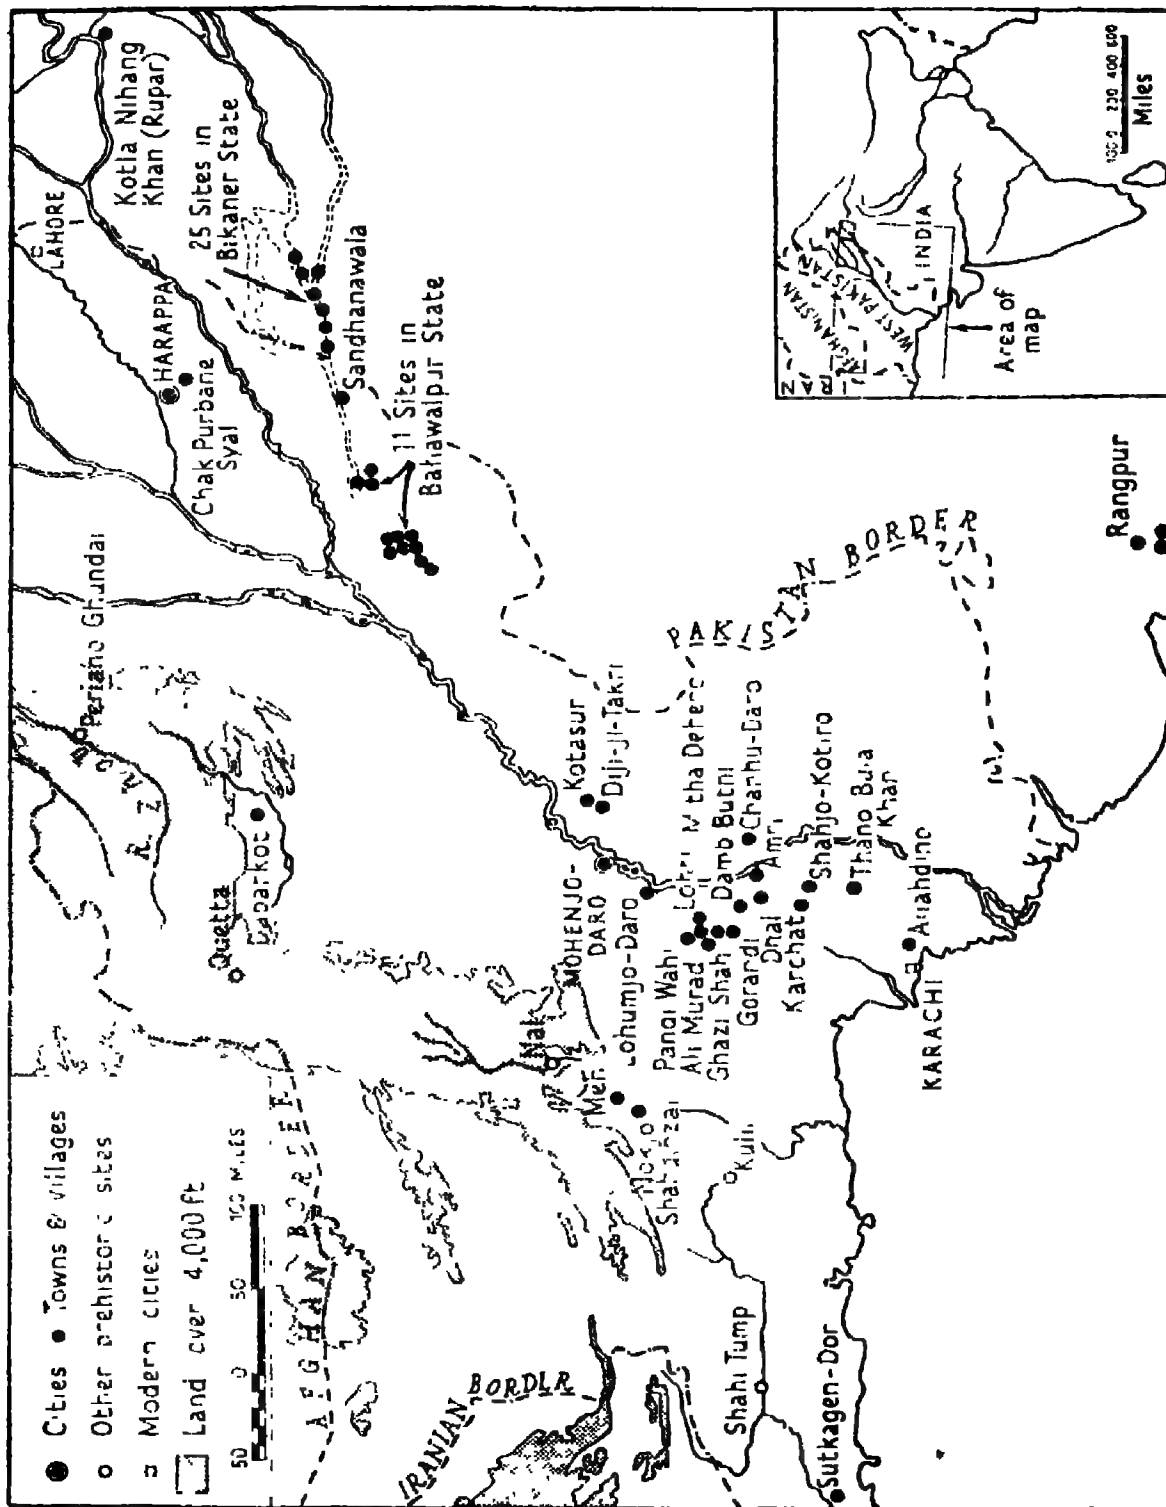 Cities
Towns & villages
Other prehistoric sites
Modern cities
Land over 4,000 ft
50 0 50 100 MILES
AFGHAN BORDER
IRANIAN
BORDER
Periano Ghundai
Quetta
Dabarkot
LAHORE
HARAPPA
Chak Purbane
Syal
Kotla Nihang
Khan (Rupar)
25 Sites in
Bikaner State
Sandhanawala
11 Sites in
Bahawalpur State
Nal
MOHENJO-
DARO
Kotasur
Diji-Ji-Takri
Lohumjo-Daro
Pandi Wahi
Ali Murad
Ghazi Shah
Gorandi
Dhal
Karchat
Lohri
Damb Buthi
Chanhu-Daro
Amri
Shahjo-Kotiro
Thano Bula
Khan
Allahdino
KARACHI
Kulli
Shahi Tump
Sutkagen-Dor
PAKISTAN BORDER
Rangpur
AFGHANISTAN
WEST PAKISTAN
INDIA
Area of
map
200 400 600
Miles